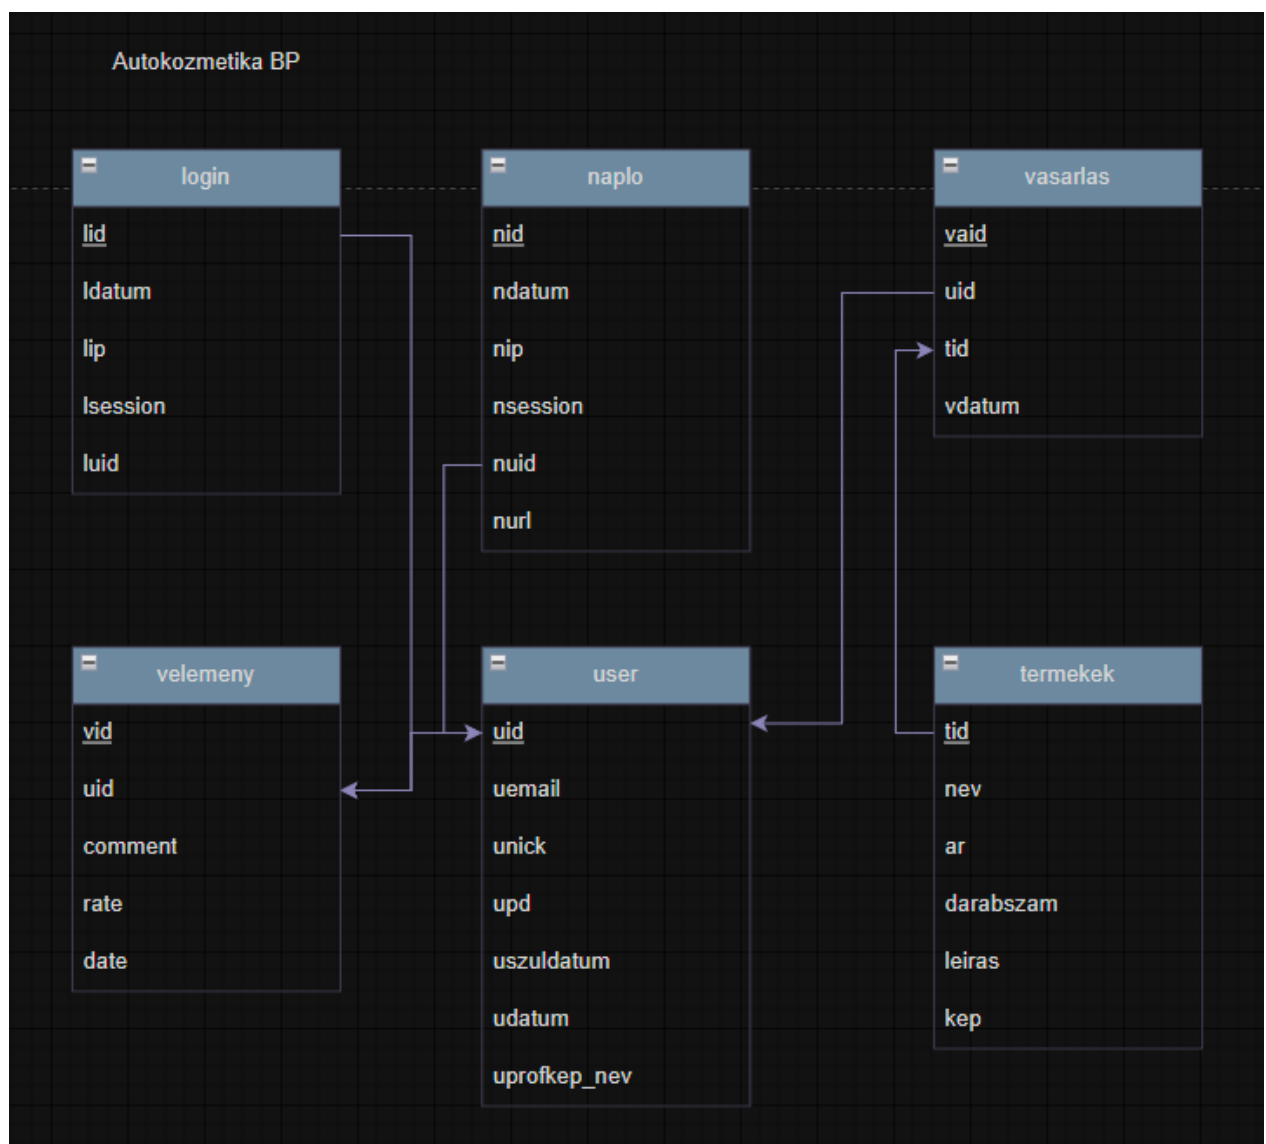 Autokozmetika BP
login
lid
ldatum
lip
lsession
luid
naplo
nid
ndatum
nip
nsession
nuid
nurl
vasarlas
vaid
uid
tid
vdatum
velemeny
vid
uid
comment
rate
date
user
uid
uemail
unick
upd
uszuldatum
udatum
uprofkep_nev
termekek
tid
nev
ar
darabszam
leiras
kep